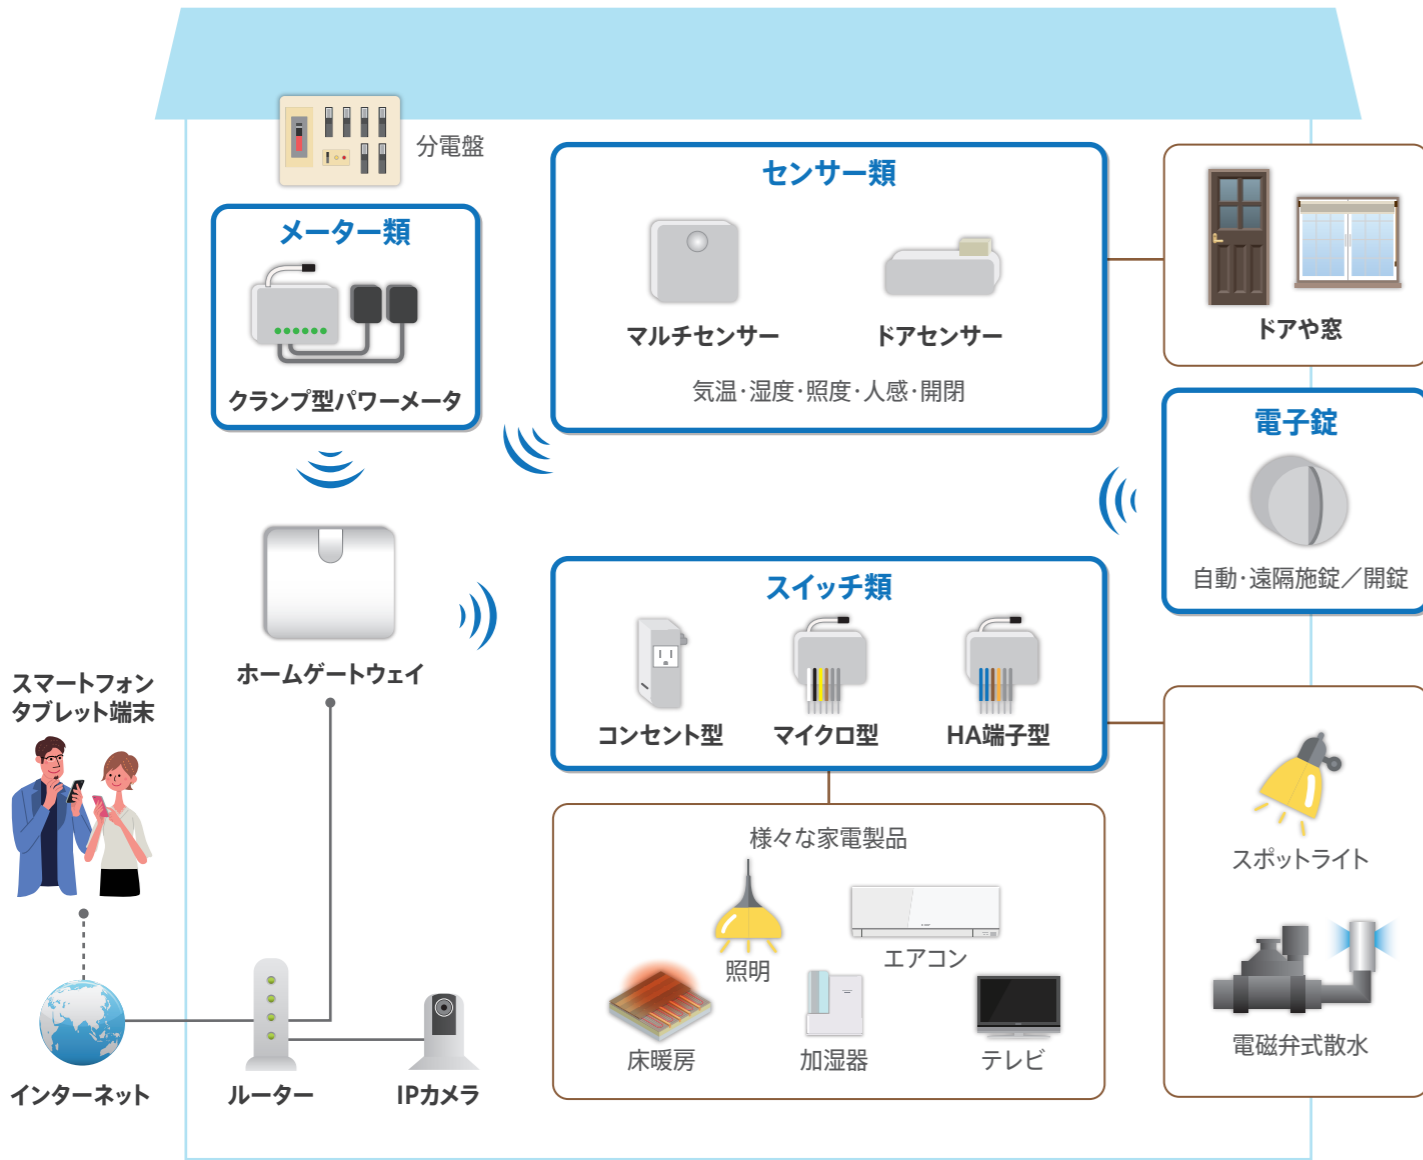 分電盤
メーター類
クランプ型パワーメータ
センサー類
マルチセンサー
ドアセンサー
気温・湿度・照度・人感・開閉
ドアや窓
電子錠
自動・遠隔施錠／開錠
ホームゲートウェイ
スイッチ類
コンセント型
マイクロ型
HA端子型
スマートフォン
タブレット端末
様々な家電製品
照明
エアコン
床暖房
加湿器
テレビ
スポットライト
電磁弁式散水
インターネット
ルーター
IPカメラ